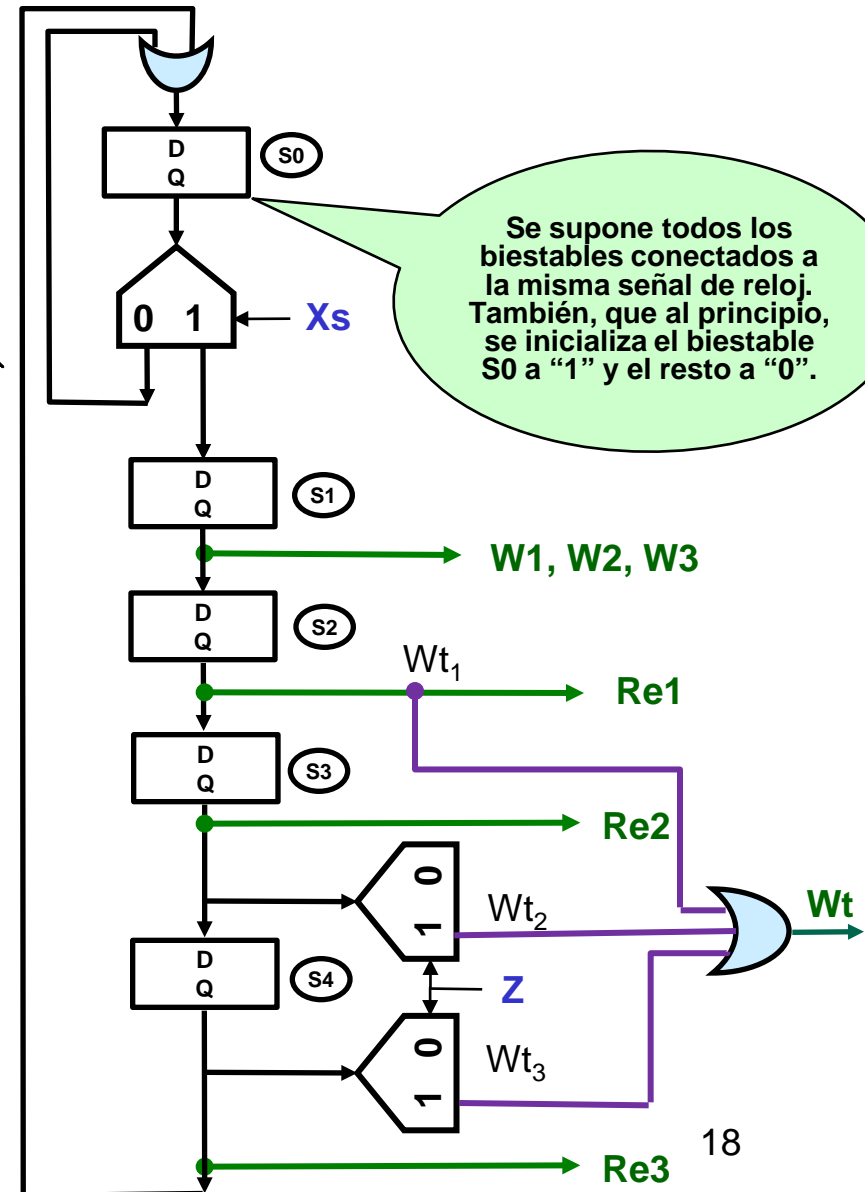 D
Q
S0
Se supone todos los
biestables conectados a
la misma señal de reloj.
También, que al principio,
se inicializa el biestable
S0 a “1” y el resto a “0”.
0 1
Xs
D
Q
S1
W1, W2, W3
D
Q
S2
Wt1
Re1
D
Q
S3
Re2
1 0
Wt2
Wt
D
Q
S4
Z
1 0
Wt3
18
Re3